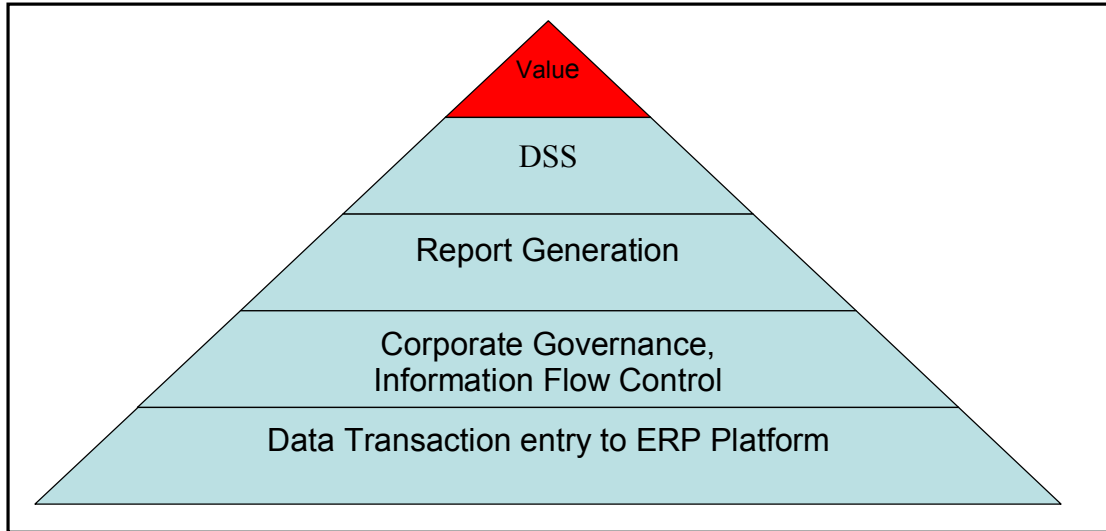 Value
DSS
Report Generation
Corporate Governance,
Information Flow Control
Data Transaction entry to ERP Platform